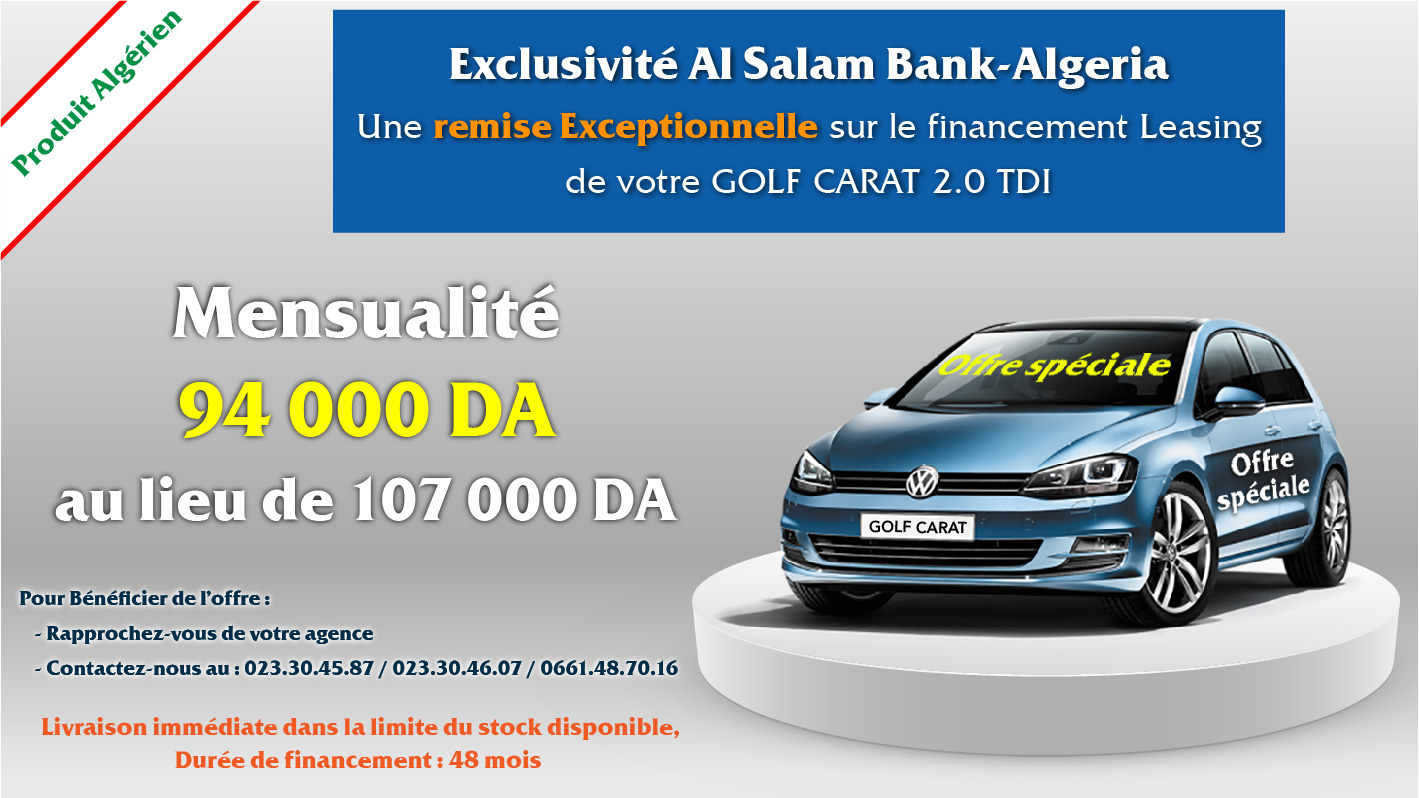 Produit Algérien
Exclusivité Al Salam Bank-Algeria
Une remise Exceptionnelle sur le financement Leasing
de votre GOLF CARAT 2.0 TDI
Mensualité
94 000 DA
au lieu de 107 000 DA
Offre spéciale
Offre
spéciale
GOLF CARAT
Pour Bénéficier de l'offre :
- Rapprochez-vous de votre agence
- Contactez-nous au : 023.30.45.87 / 023.30.46.07 / 0661.48.70.16
Livraison immédiate dans la limite du stock disponible,
Durée de financement : 48 mois